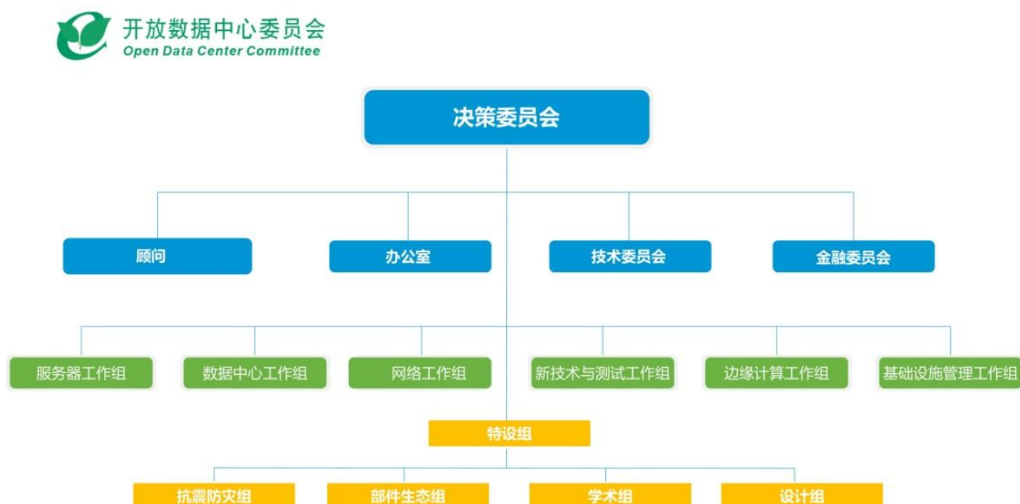 开放数据中心委员会
Open Data Center Committee
决策委员会
顾问
办公室
技术委员会
金融委员会
服务器工作组
数据中心工作组
网络工作组
新技术与测试工作组
边缘计算工作组
基础设施管理工作组
特设组
抗震防灾组
部件生态组
学术组
设计组